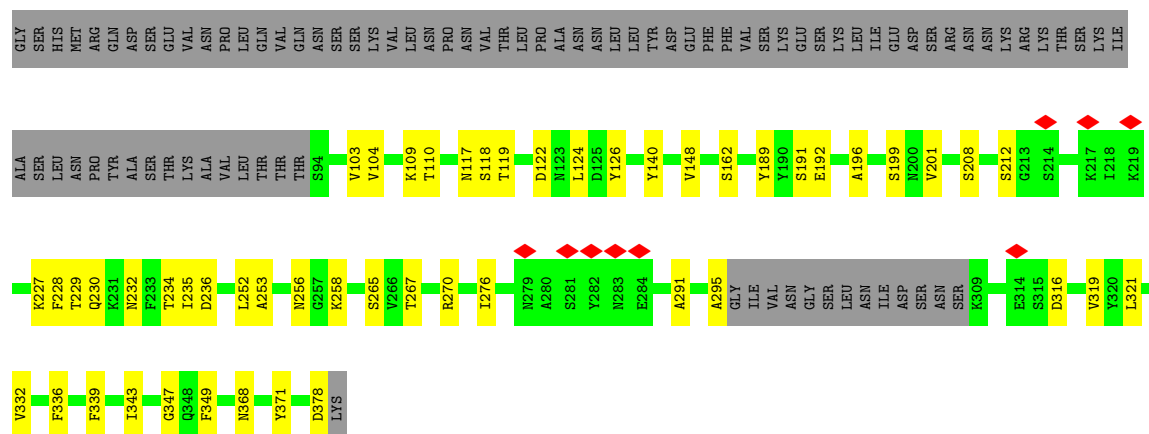 GLY SER HIS MET ARG GLN ASP SER GLU VAL ASN PRO LEU GLN VAL GLN ASN SER SER LYS VAL LEU ASN PRO ASN VAL THR LEU PRO ALA ASN ASN LEU LEU TYR ASP GLU PHE PHE VAL SER LYS GLU SER LYS LEU ILE GLU ASP SER ARG ASN ASN LYS ARG LYS THR SER LYS ILE
ALA SER LEU ASN PRO TYR ALA SER THR LYS ALA VAL LEU THR THR THR S94 V103 V104 K109 T110 N117 S118 T119 D122 N123 L124 D125 Y126 Y140 V148 S162 Y189 Y190 S191 E192 A196 S199 N200 V201 S208 S212 G213 S214 K217 I218 K219
K227 F228 T229 Q230 K231 N232 F233 T234 I235 D236 L252 A253 N256 G257 K258 S265 V266 T267 R270 I276 N279 A280 S281 Y282 N283 E284 A291 A295 GLY ILE VAL ASN GLY SER LEU ASN ILE ASP SER ASN SER K309 E314 S315 D316 V319 Y320 L321
V332 F336 F339 I343 G347 Q348 F349 N368 Y371 D378 LYS